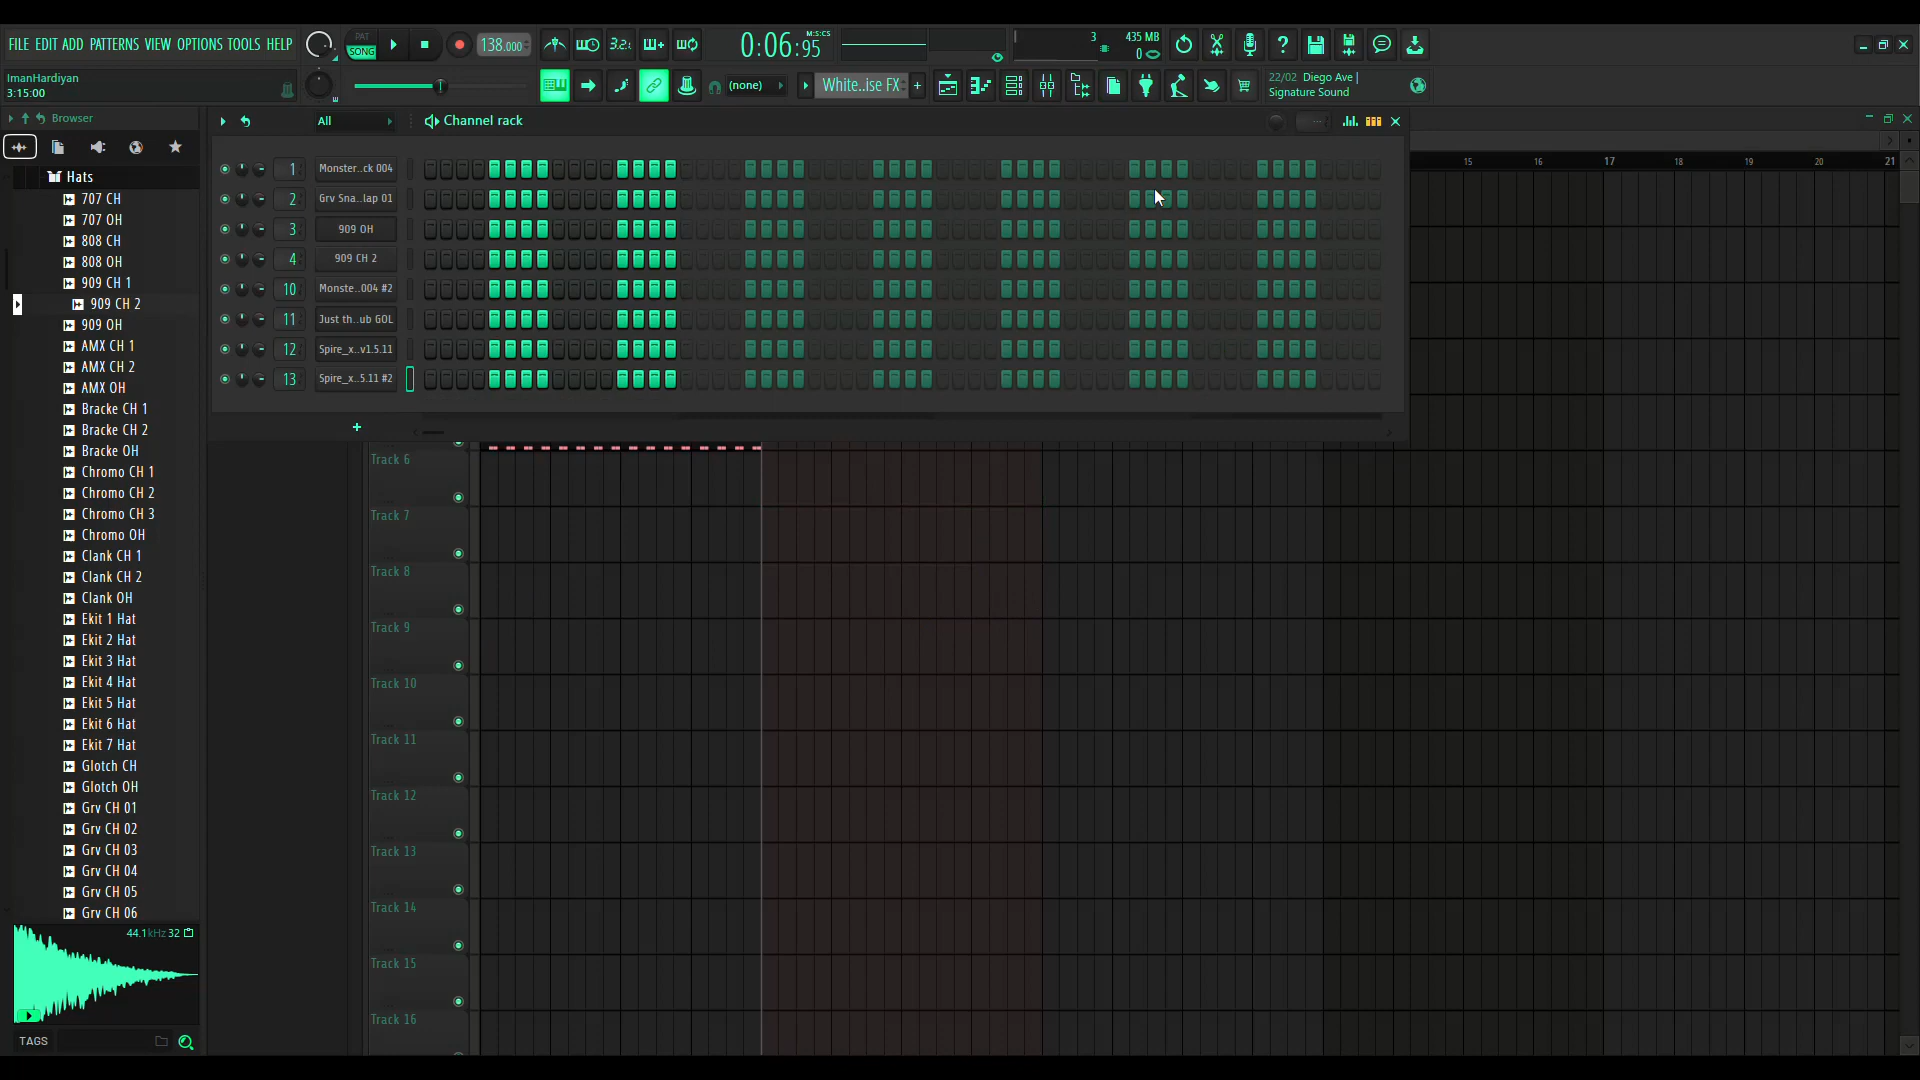 FILE EDIT ADD PATTERNS VIEW OPTIONS TOOLS HELP
PAT
SONG
138.000
3.2.
0:06:95
M:S:CS
3
435 MB
0
ImanHardiyan
3:15:00
(none)
White..ise FX
22/02 Diego Ave |
Signature Sound
Browser
All
Channel rack
Hats
707 CH
707 OH
808 CH
808 OH
909 CH 1
909 CH 2
909 OH
AMX CH 1
AMX CH 2
AMX OH
Bracke CH 1
Bracke CH 2
Bracke OH
Chromo CH 1
Chromo CH 2
Chromo CH 3
Chromo OH
Clank CH 1
Clank CH 2
Clank OH
Ekit 1 Hat
Ekit 2 Hat
Ekit 3 Hat
Ekit 4 Hat
Ekit 5 Hat
Ekit 6 Hat
Ekit 7 Hat
Glotch CH
Glotch OH
Grv CH 01
Grv CH 02
Grv CH 03
Grv CH 04
Grv CH 05
Grv CH 06
44.1kHz 32
TAGS
1 Monster..ck 004
2 Grv Sna..lap 01
3 909 OH
4 909 CH 2
10 Monste..004 #2
11 Just th..ub GOL
12 Spire_x..v1.5.11
13 Spire_x..5.11 #2
15 16 17 18 19 20 21
Track 6
Track 7
Track 8
Track 9
Track 10
Track 11
Track 12
Track 13
Track 14
Track 15
Track 16